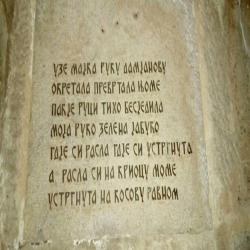 УЗЕ МАЈКА РУКУ ДАМЈАНОВУ
ОКРЕТАЛА ПРЕВРТАЛА ЊОМЕ
ПАКЈЕ РУЦИ ТИХО БЕСЈЕДИЛА
МОЈА РУКО ЗЕЛЕНА ЈАБУКО
ГДЈЕ СИ РАСЛА ГДЈЕ СИ УСТРГНУТА
А РАСЛА СИ НА КРИОЦУ МОМЕ
УСТРГНУТА НА КОСОВУ РАВНОМ